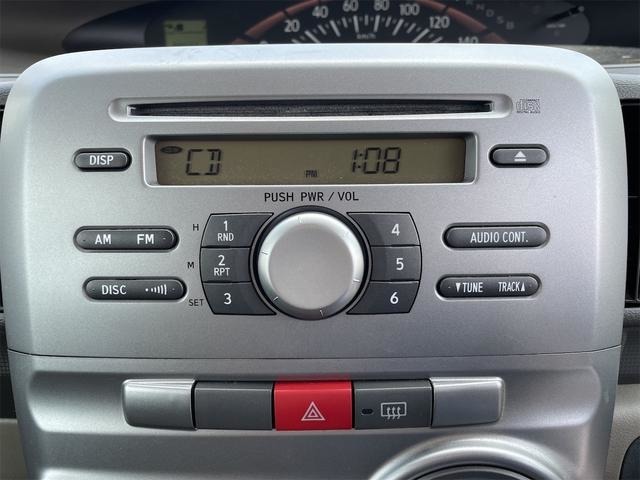 20 40 60 80 100 120 140
km/h
DISP
CD PM 1:08
PUSH PWR / VOL
AM FM
H 1 RND
4
AUDIO CONT.
M 2 RPT
5
DISC
▼TUNE TRACK▲
SET 3
6